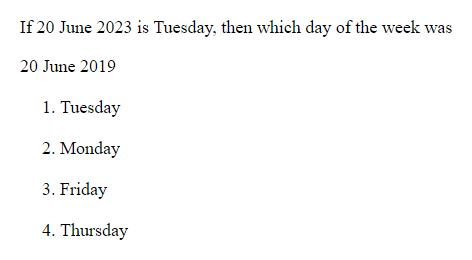 If 20 June 2023 is Tuesday, then which day of the week was
20 June 2019
1. Tuesday
2. Monday
3. Friday
4. Thursday